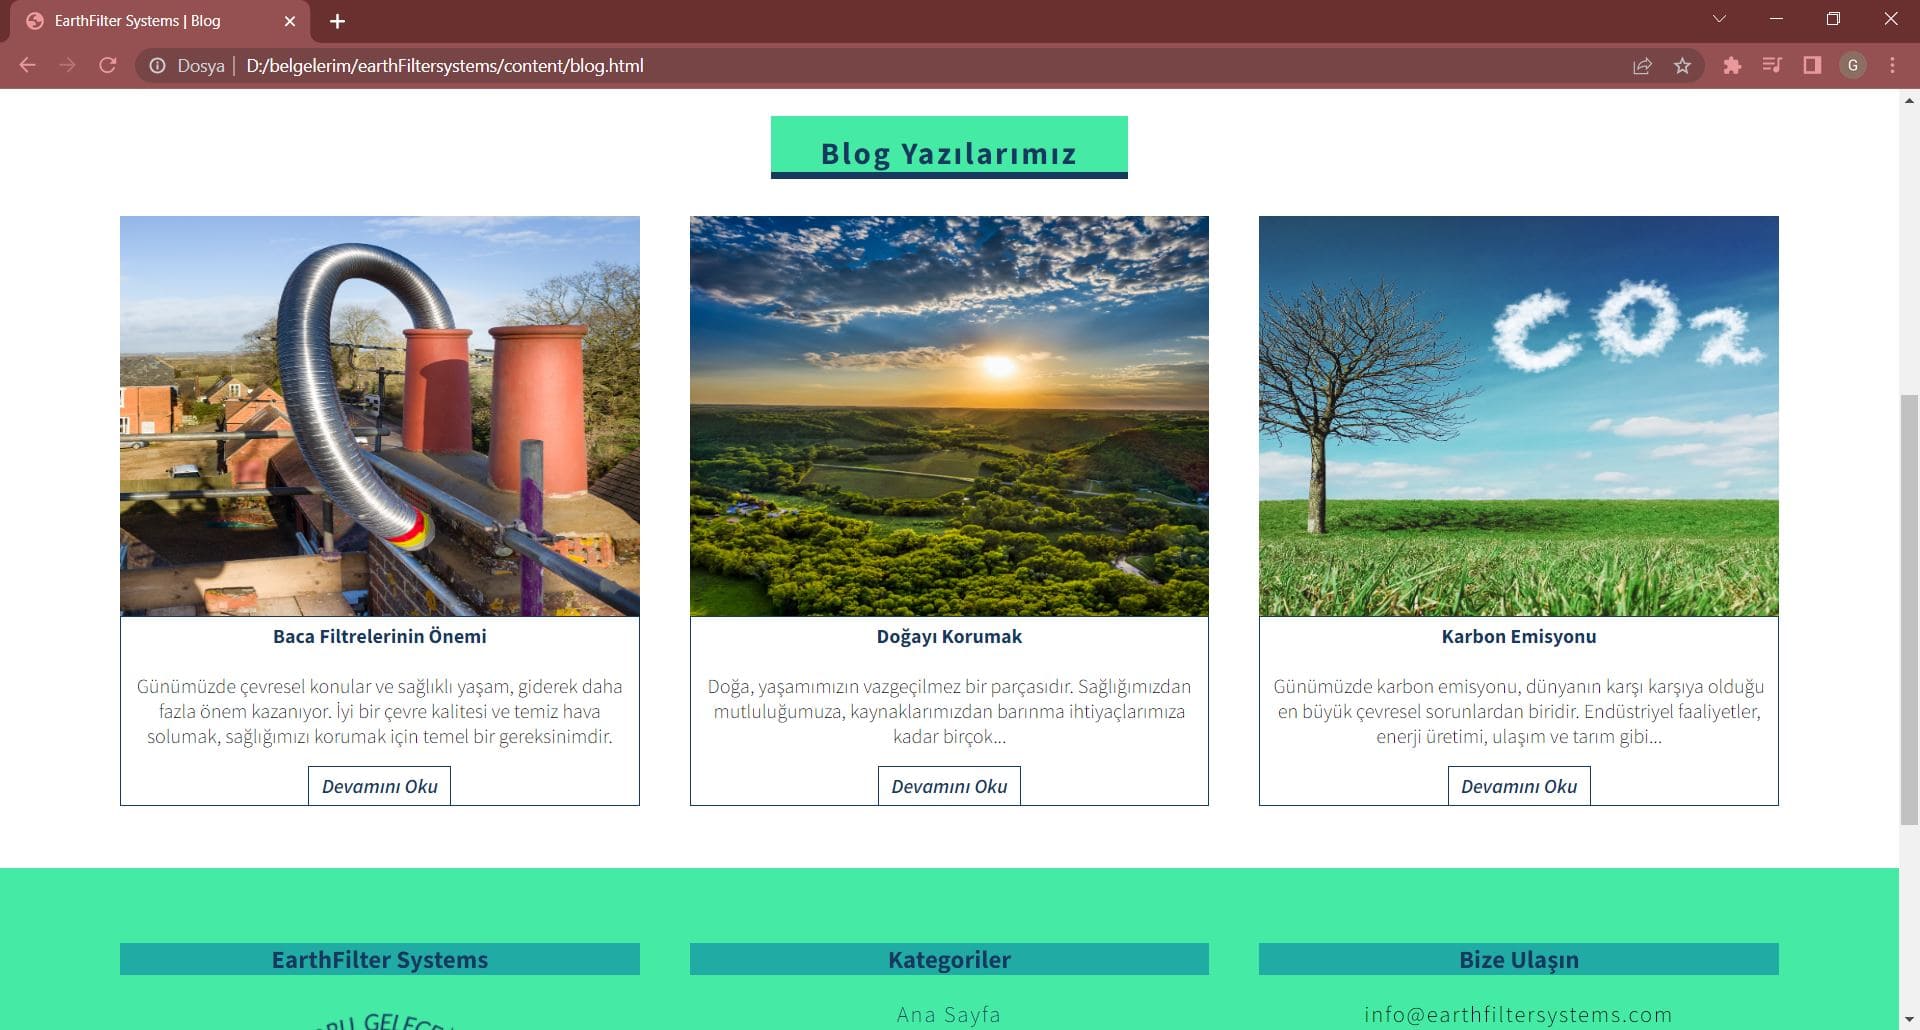 EarthFilter Systems | Blog
Dosya | D:/belgelerim/earthFiltersystems/content/blog.html
G
Blog Yazılarımız
CO2
Baca Filtrelerinin Önemi
Günümüzde çevresel konular ve sağlıklı yaşam, giderek daha
fazla önem kazanıyor. İyi bir çevre kalitesi ve temiz hava
solumak, sağlığımızı korumak için temel bir gereksinimdir.
Devamını Oku
Doğayı Korumak
Doğa, yaşamımızın vazgeçilmez bir parçasıdır. Sağlığımızdan
mutluluğumuza, kaynaklarımızdan barınma ihtiyaçlarımıza
kadar birçok...
Devamını Oku
Karbon Emisyonu
Günümüzde karbon emisyonu, dünyanın karşı karşıya olduğu
en büyük çevresel sorunlardan biridir. Endüstriyel faaliyetler,
enerji üretimi, ulaşım ve tarım gibi...
Devamını Oku
EarthFilter Systems
Kategoriler
Ana Sayfa
Bize Ulaşın
info@earthfiltersystems.com